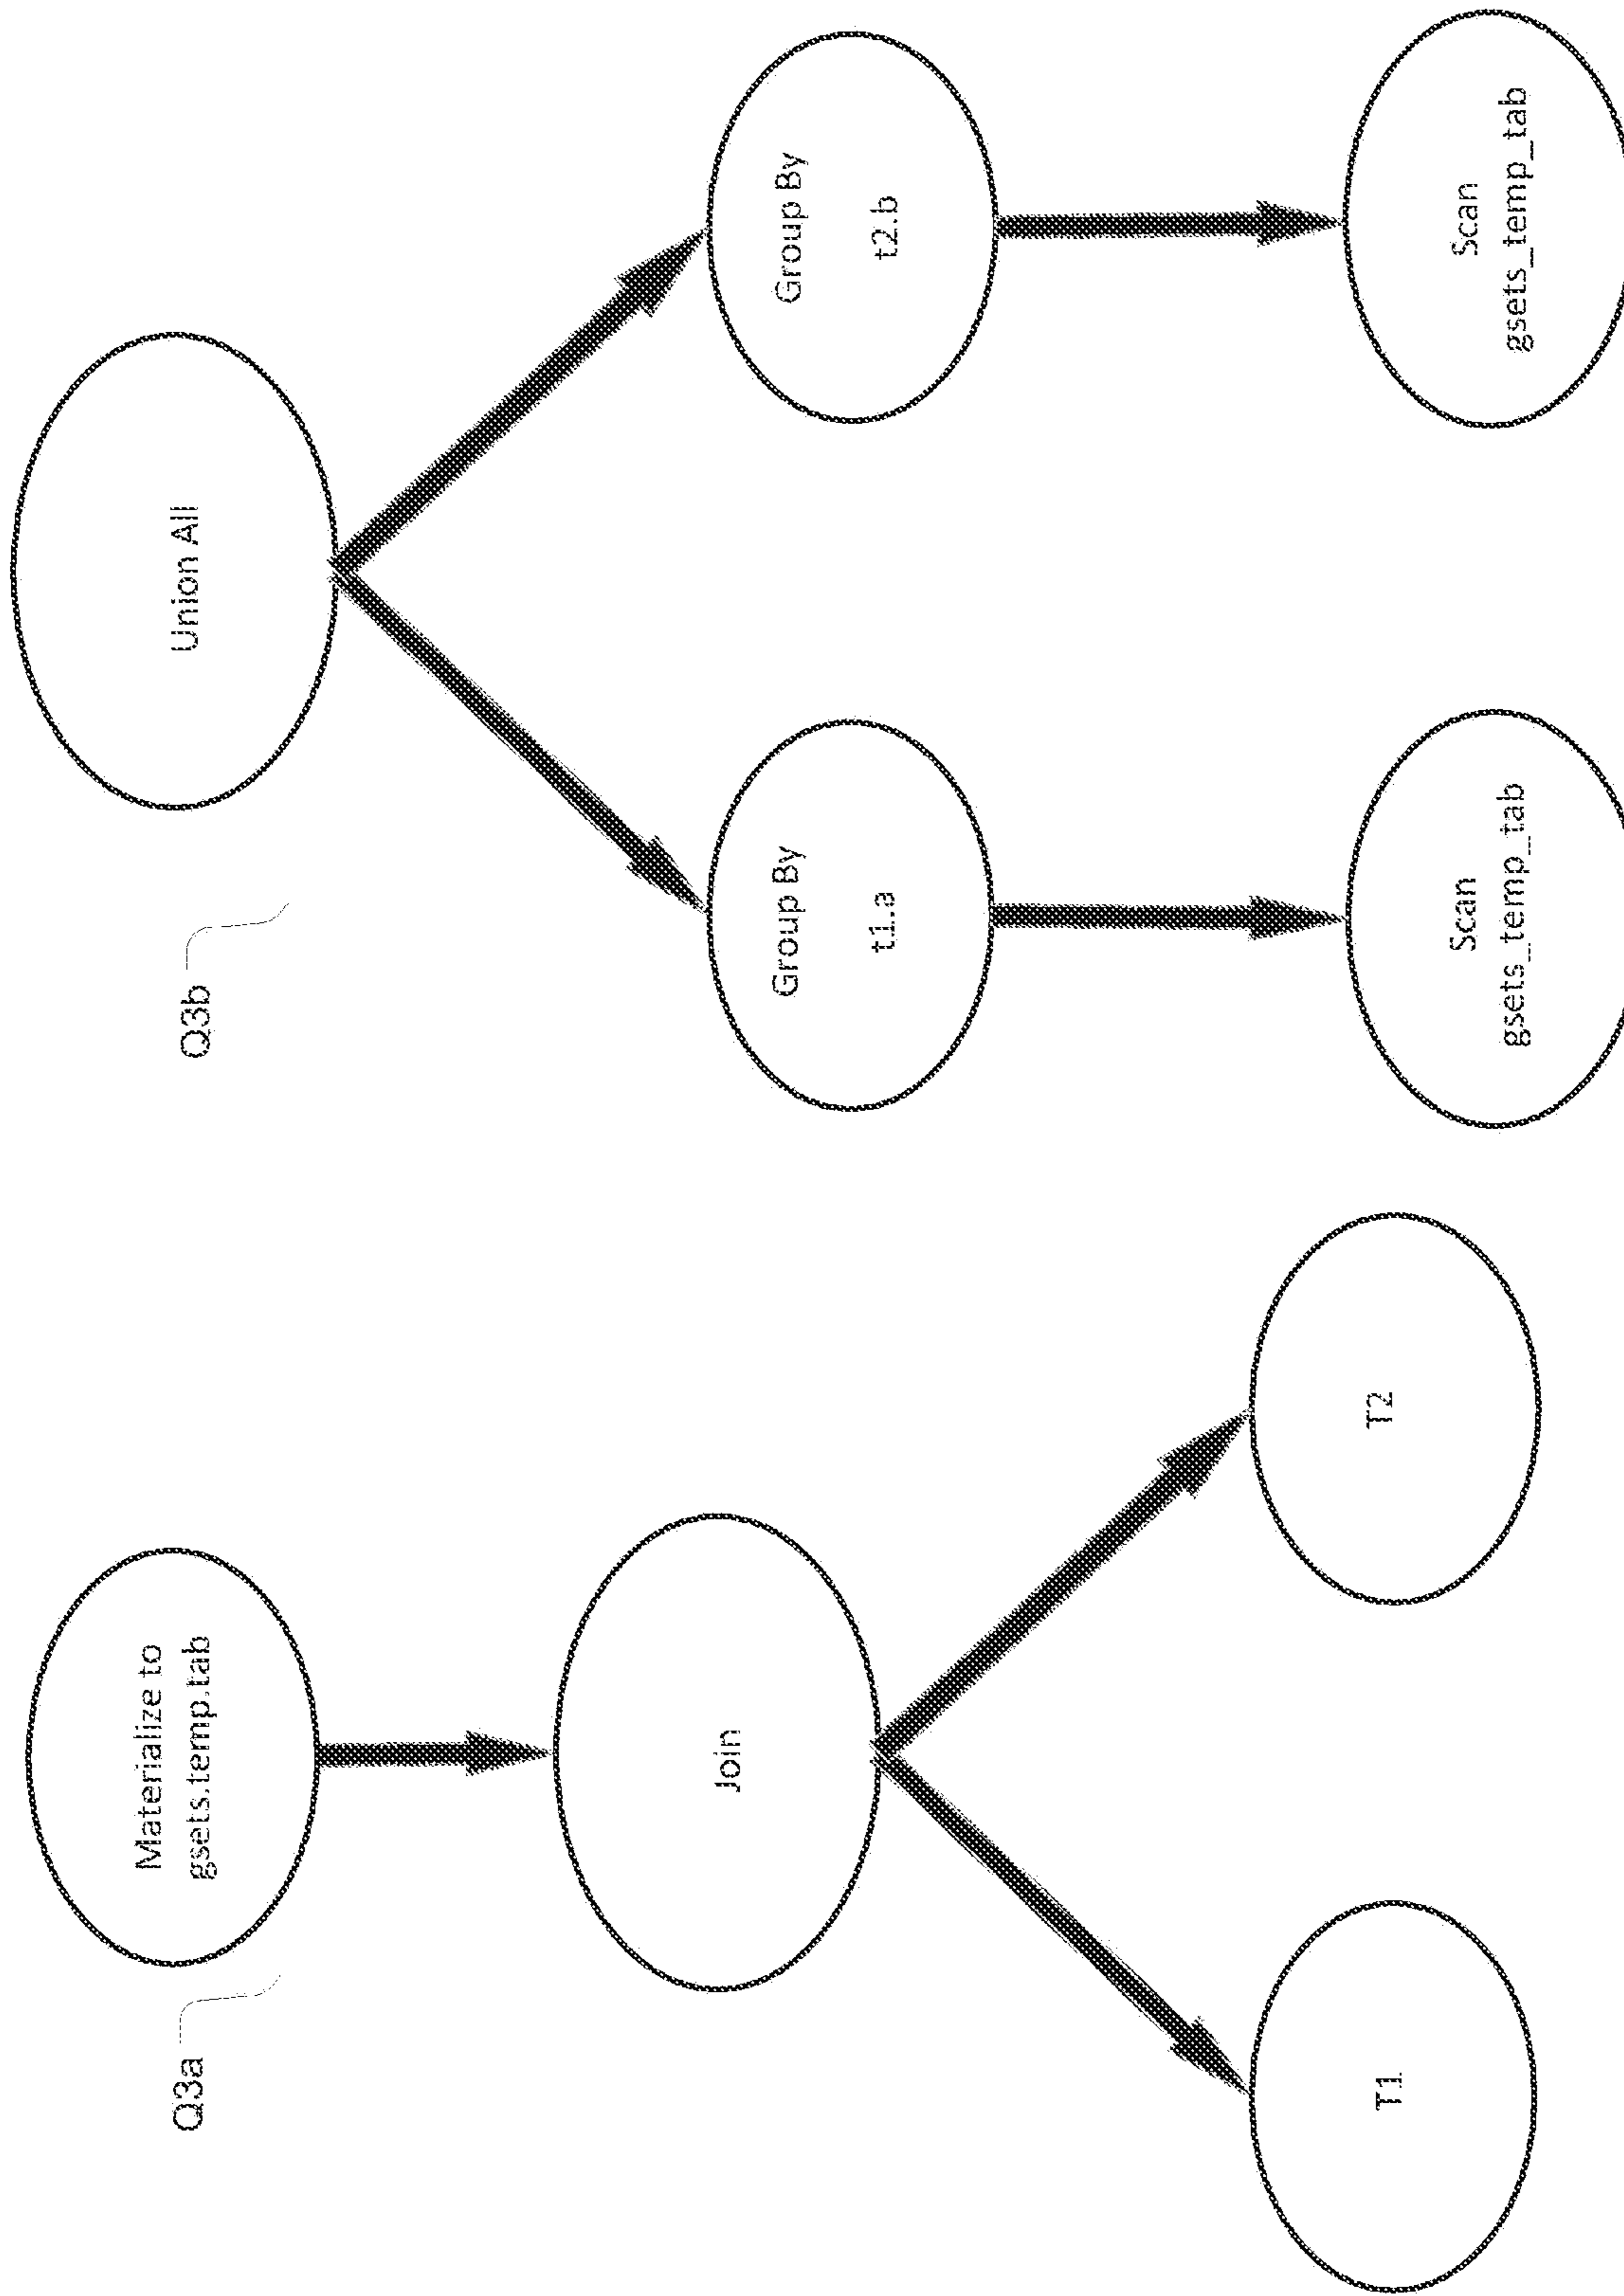 Q3a
Materialize to
gsets.temp.tab
Join
T1
T2
Q3b
Union All
Group By
t1.a
Group By
t2.b
Scan
gsets_temp_tab
Scan
gsets_temp_tab